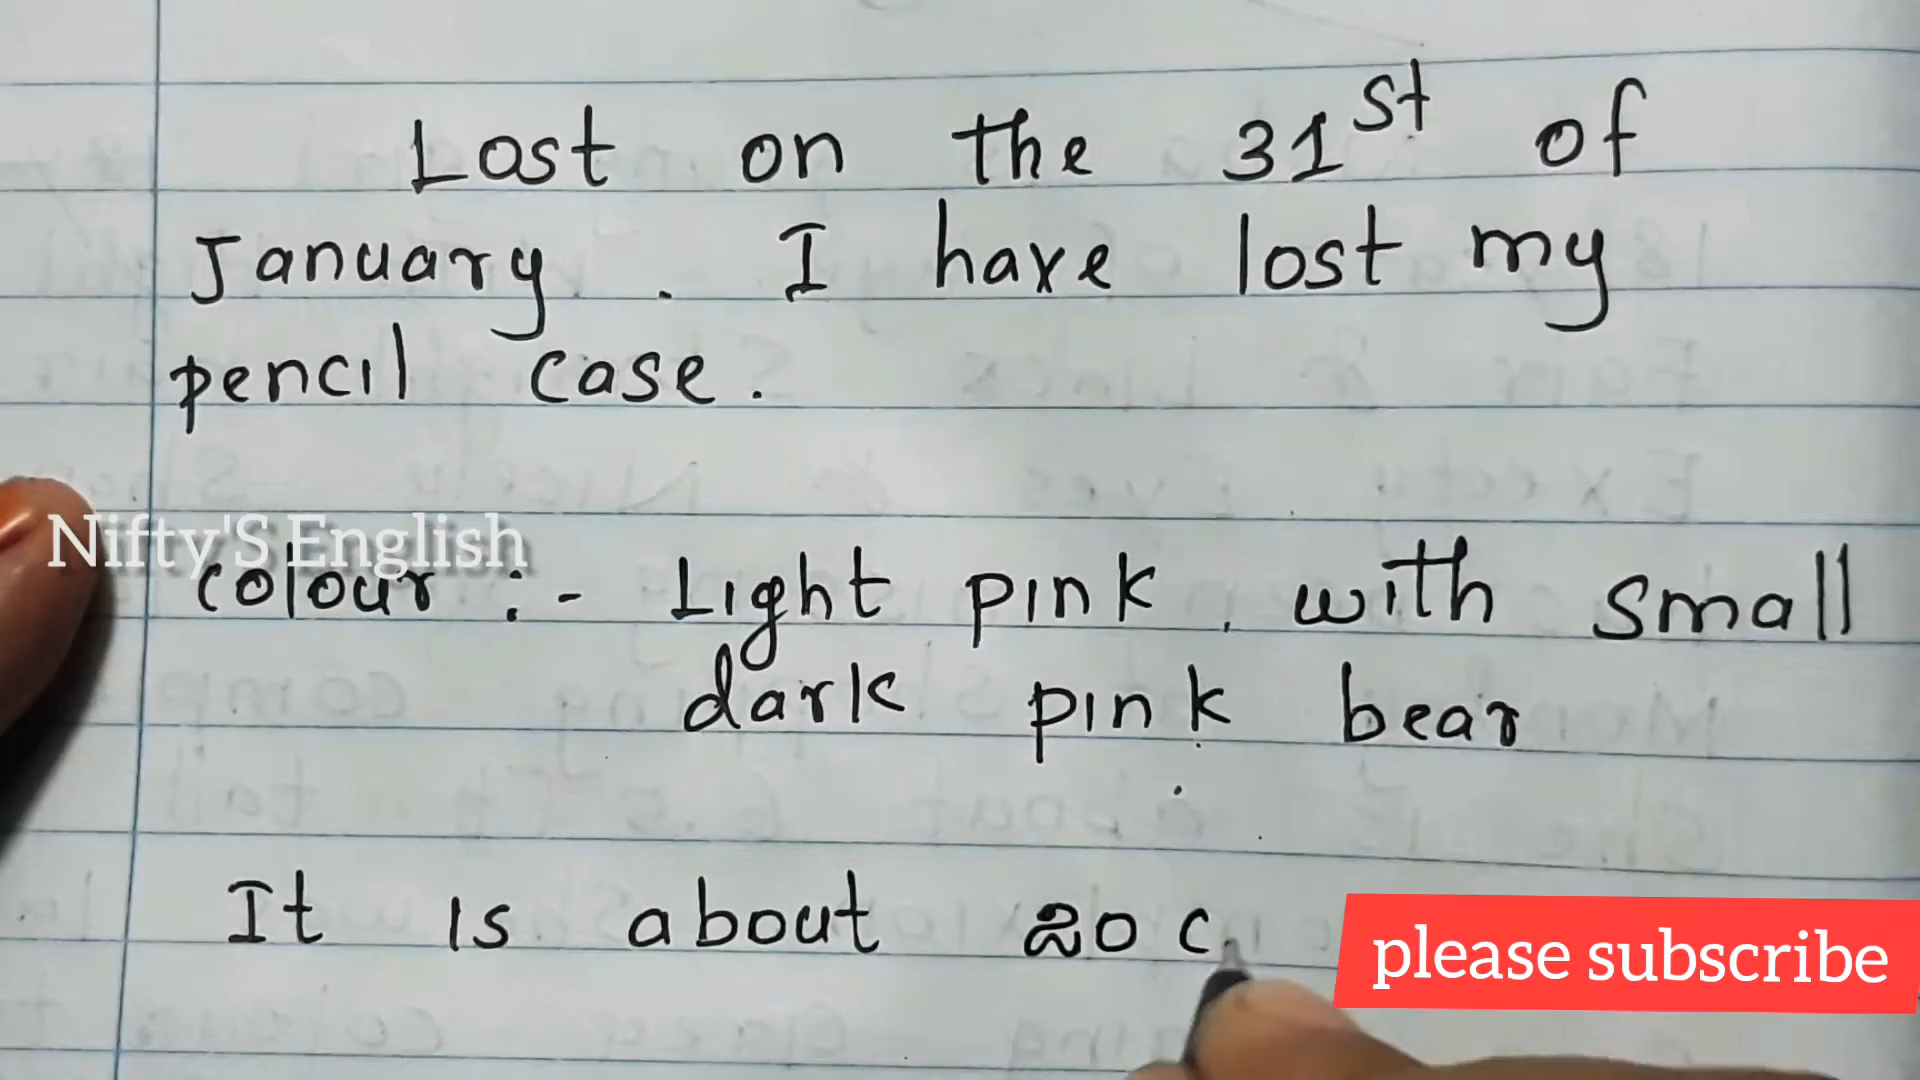 Lost on the 31st of
January. I have lost my
pencil case.
Nifty'S English
colour :- Light pink. with small
dark pink bear
It is about 20 c
please subscribe